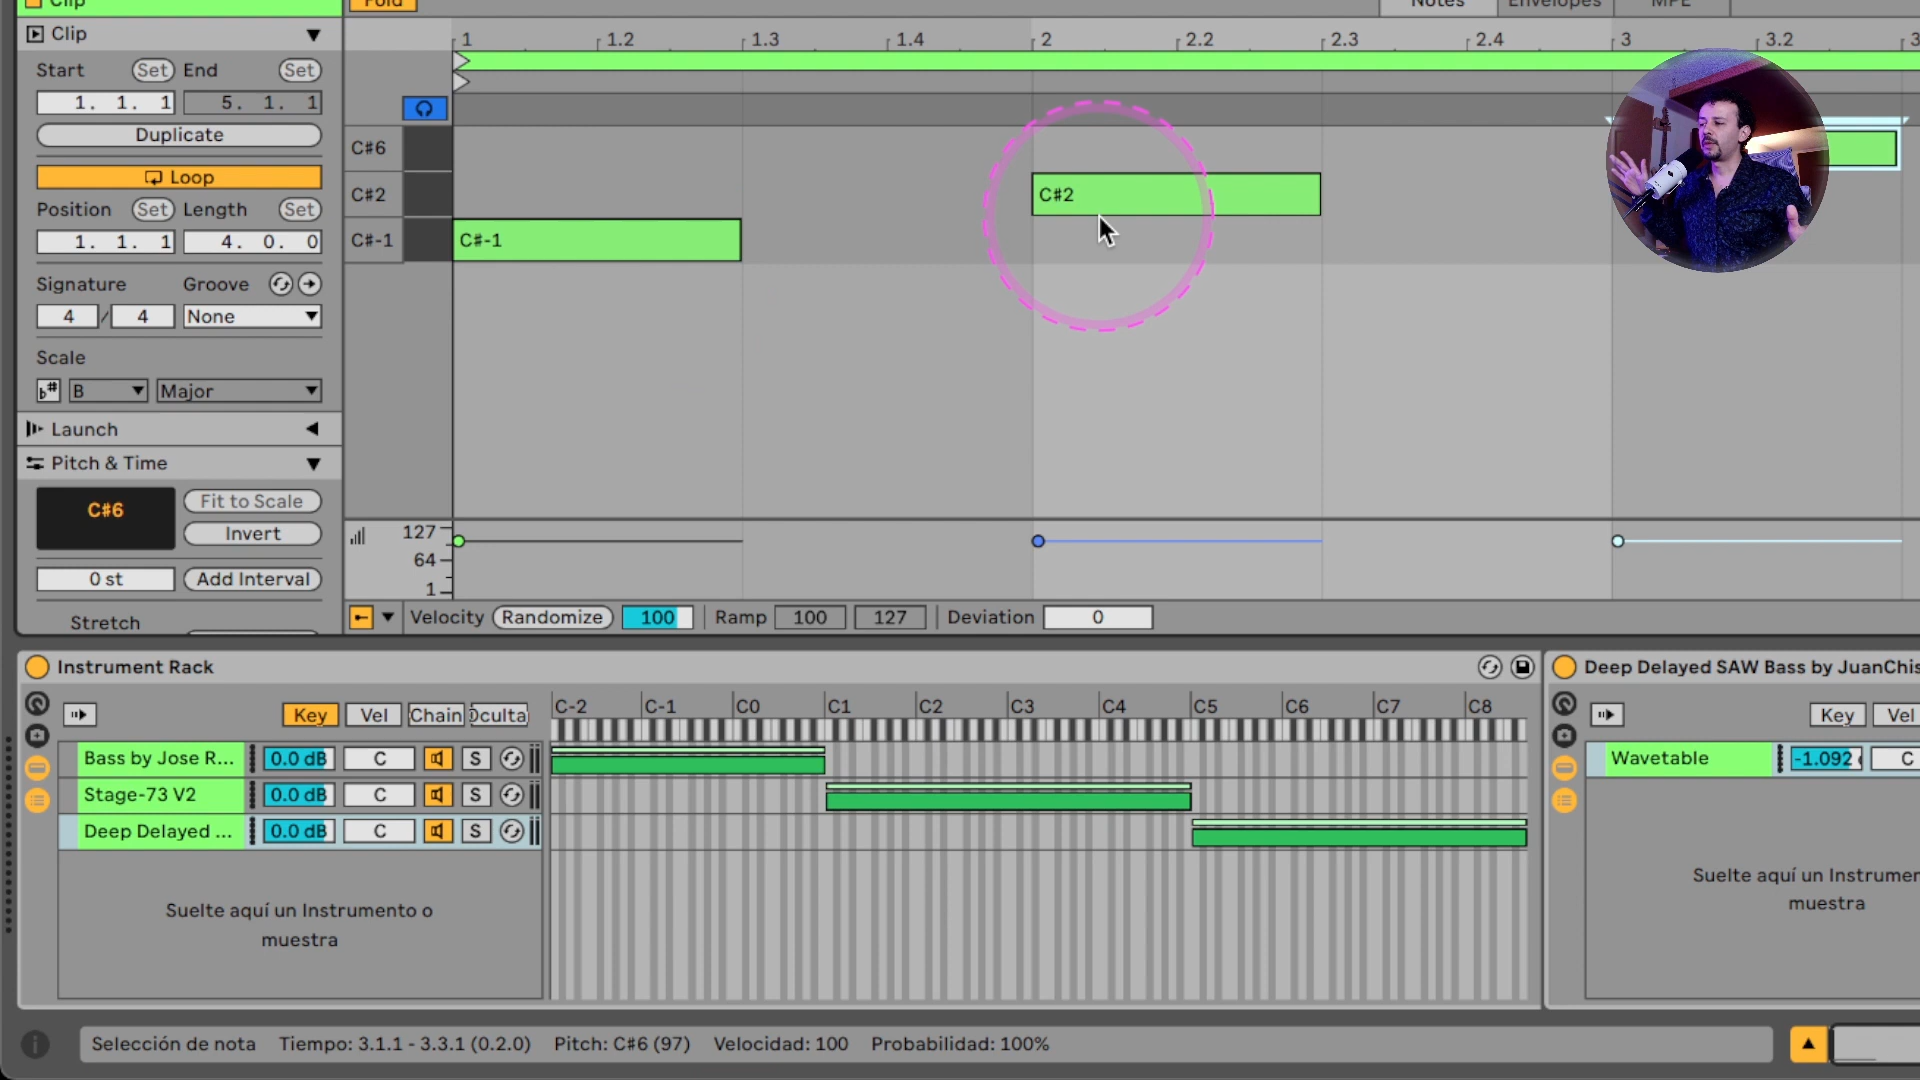 Clip
Fold
Notes Envelopes MPE
Clip
1 1.2 1.3 1.4 2 2.2 2.3 2.4 3 3.2
Start Set End Set
1. 1. 1 5. 1. 1
Duplicate
C#6
Loop
C#2 C#2
Position Set Length Set
1. 1. 1 4. 0. 0
C#-1 C#-1
Signature Groove
4 / 4 None
Scale
B Major
Launch
Pitch & Time
C#6 Fit to Scale
Invert
0 st Add Interval
Stretch
127
64
1
Velocity Randomize 100 Ramp 100 127 Deviation 0
Instrument Rack
Key Vel Chain Oculta
C-2 C-1 C0 C1 C2 C3 C4 C5 C6 C7 C8
Bass by Jose R... 0.0 dB C S
Stage-73 V2 0.0 dB C S
Deep Delayed ... 0.0 dB C S
Suelte aquí un Instrumento o
muestra
Deep Delayed SAW Bass by JuanChis
Key Vel
Wavetable -1.092 C
Suelte aquí un Instrumen
muestra
Selección de nota Tiempo: 3.1.1 - 3.3.1 (0.2.0) Pitch: C#6 (97) Velocidad: 100 Probabilidad: 100%